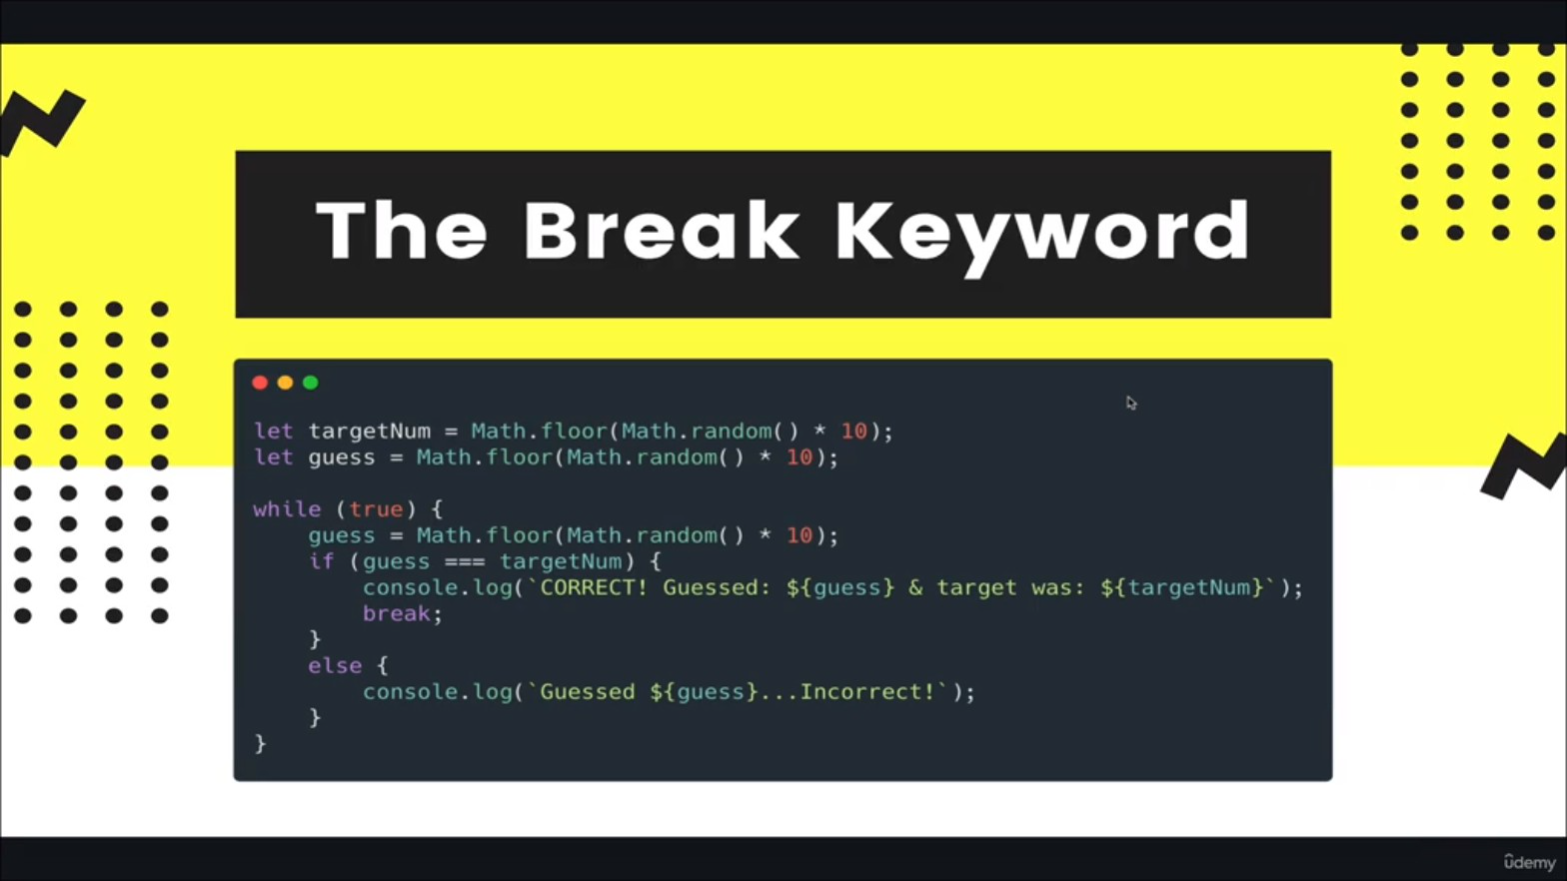 The Break Keyword
let targetNum = Math.floor(Math.random() * 10);
let guess = Math.floor(Math.random() * 10);
while (true) {
guess = Math.floor(Math.random() * 10);
if (guess === targetNum) {
console.log(`CORRECT! Guessed: ${guess} & target was: ${targetNum}`);
break;
}
else {
console.log(`Guessed ${guess}...Incorrect!`);
}
}
ûdemy